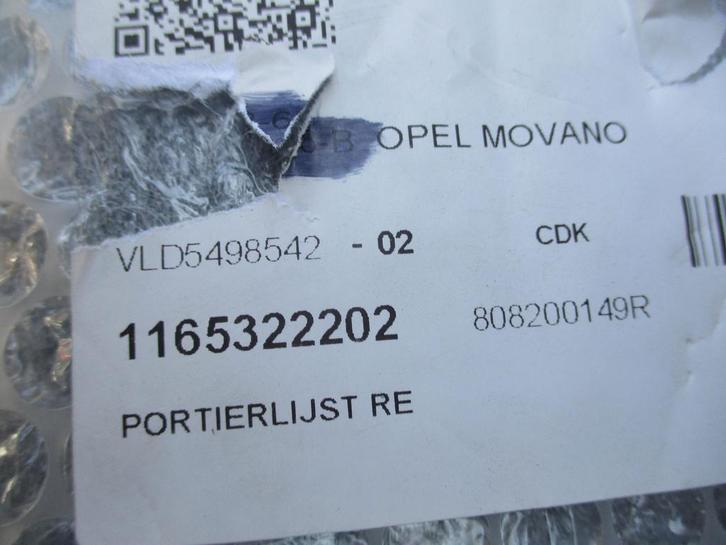 OPEL MOVANO
VLD5498542 - 02 CDK
1165322202 808200149R
PORTIERLIJST RE